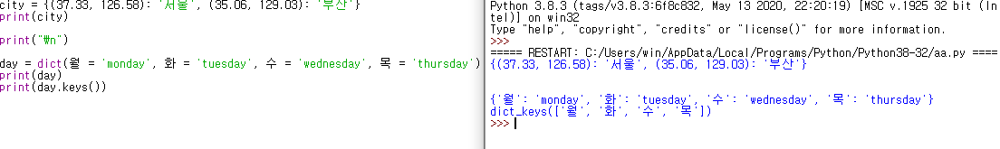 city = {(37.33, 126.58): '서울', (35.06, 129.03): '부산'}
print(city)
print("₩n")
day = dict(월 = 'monday', 화 = 'tuesday', 수 = 'wednesday', 목 = 'thursday')
print(day)
print(day.keys())
Python 3.8.3 (tags/v3.8.3:6f8c832, May 13 2020, 22:20:19) [MSC v.1925 32 bit (In
tel)] on win32
Type "help", "copyright", "credits" or "license()" for more information.
>>>
===== RESTART: C:/Users/win/AppData/Local/Programs/Python/Python38-32/aa.py ====
{(37.33, 126.58): '서울', (35.06, 129.03): '부산'}
{'월': 'monday', '화': 'tuesday', '수': 'wednesday', '목': 'thursday'}
dict_keys(['월', '화', '수', '목'])
>>>